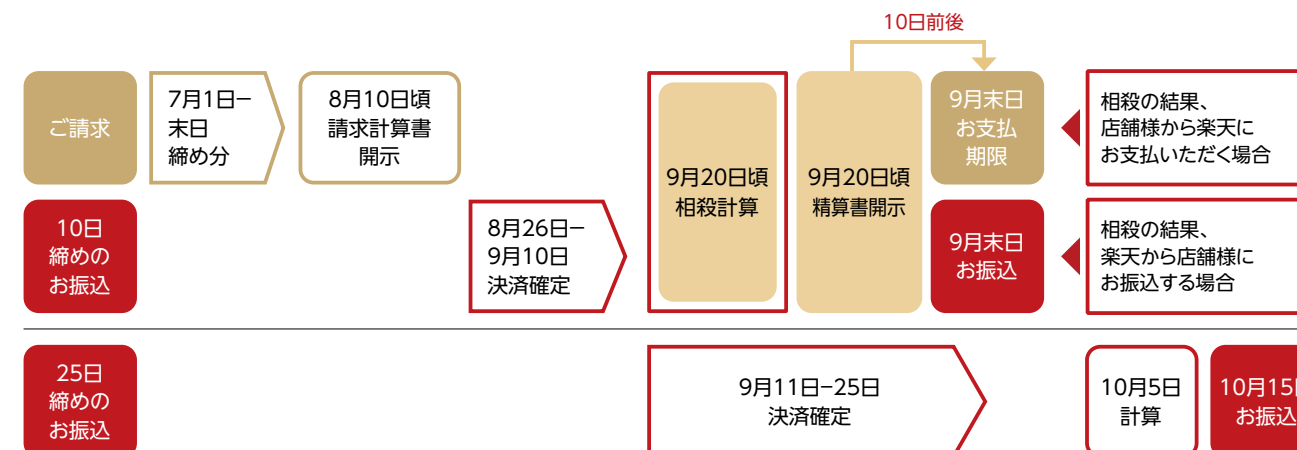 10日前後
ご請求
7月1日−
末日
締め分
8月10日頃
請求計算書
開示
9月20日頃
相殺計算
9月20日頃
精算書開示
9月末日
お支払
期限
相殺の結果、
店舗様から楽天に
お支払いただく場合
10日
締めの
お振込
8月26日−
9月10日
決済確定
9月末日
お振込
相殺の結果、
楽天から店舗様に
お振込する場合
25日
締めの
お振込
9月11日−25日
決済確定
10月5日
計算
10月15日
お振込